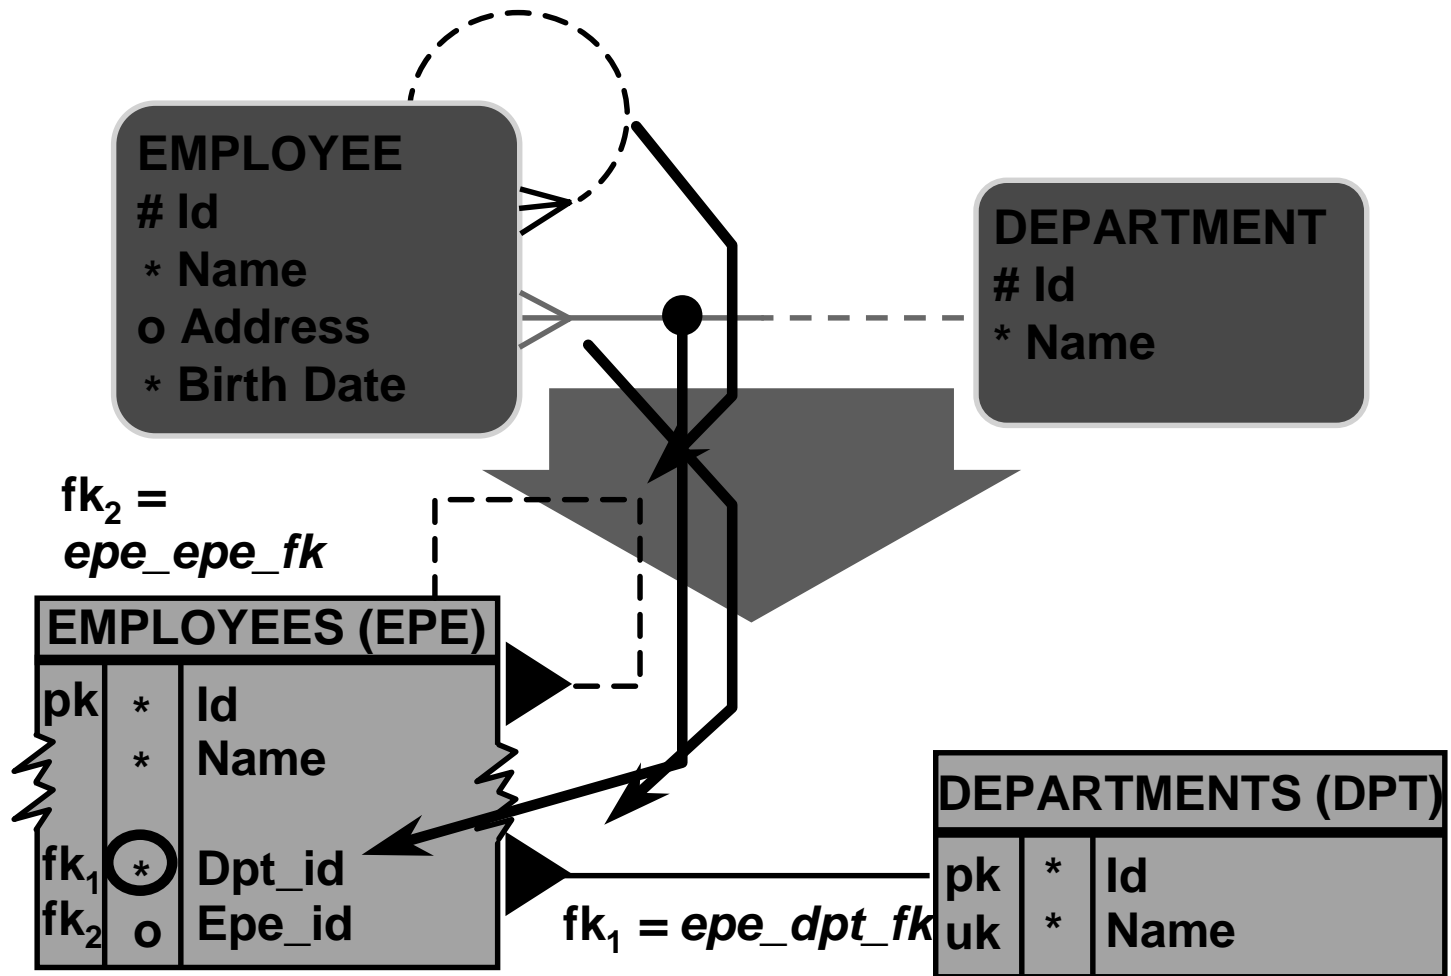 EMPLOYEE
# Id
* Name
o Address
* Birth Date
DEPARTMENT
# Id
* Name
fk₂ =
epe_epe_fk
EMPLOYEES (EPE)
pk * Id
* Name
fk₁ * Dpt_id
fk₂ o Epe_id
fk₁ = epe_dpt_fk
DEPARTMENTS (DPT)
pk * Id
uk * Name